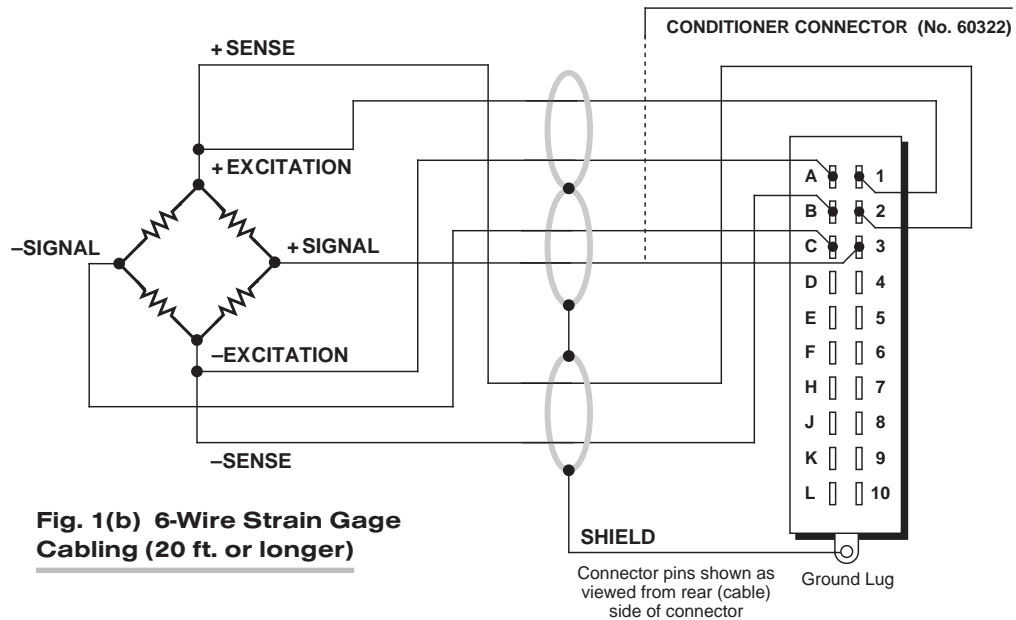 CONDITIONER CONNECTOR (No. 60322)
+ SENSE
+ EXCITATION
–SIGNAL
+ SIGNAL
–EXCITATION
–SENSE
A 1
B 2
C 3
D 4
E 5
F 6
H 7
J 8
K 9
L 10
Fig. 1(b) 6-Wire Strain Gage
Cabling (20 ft. or longer)
SHIELD
Connector pins shown as
viewed from rear (cable)
side of connector
Ground Lug